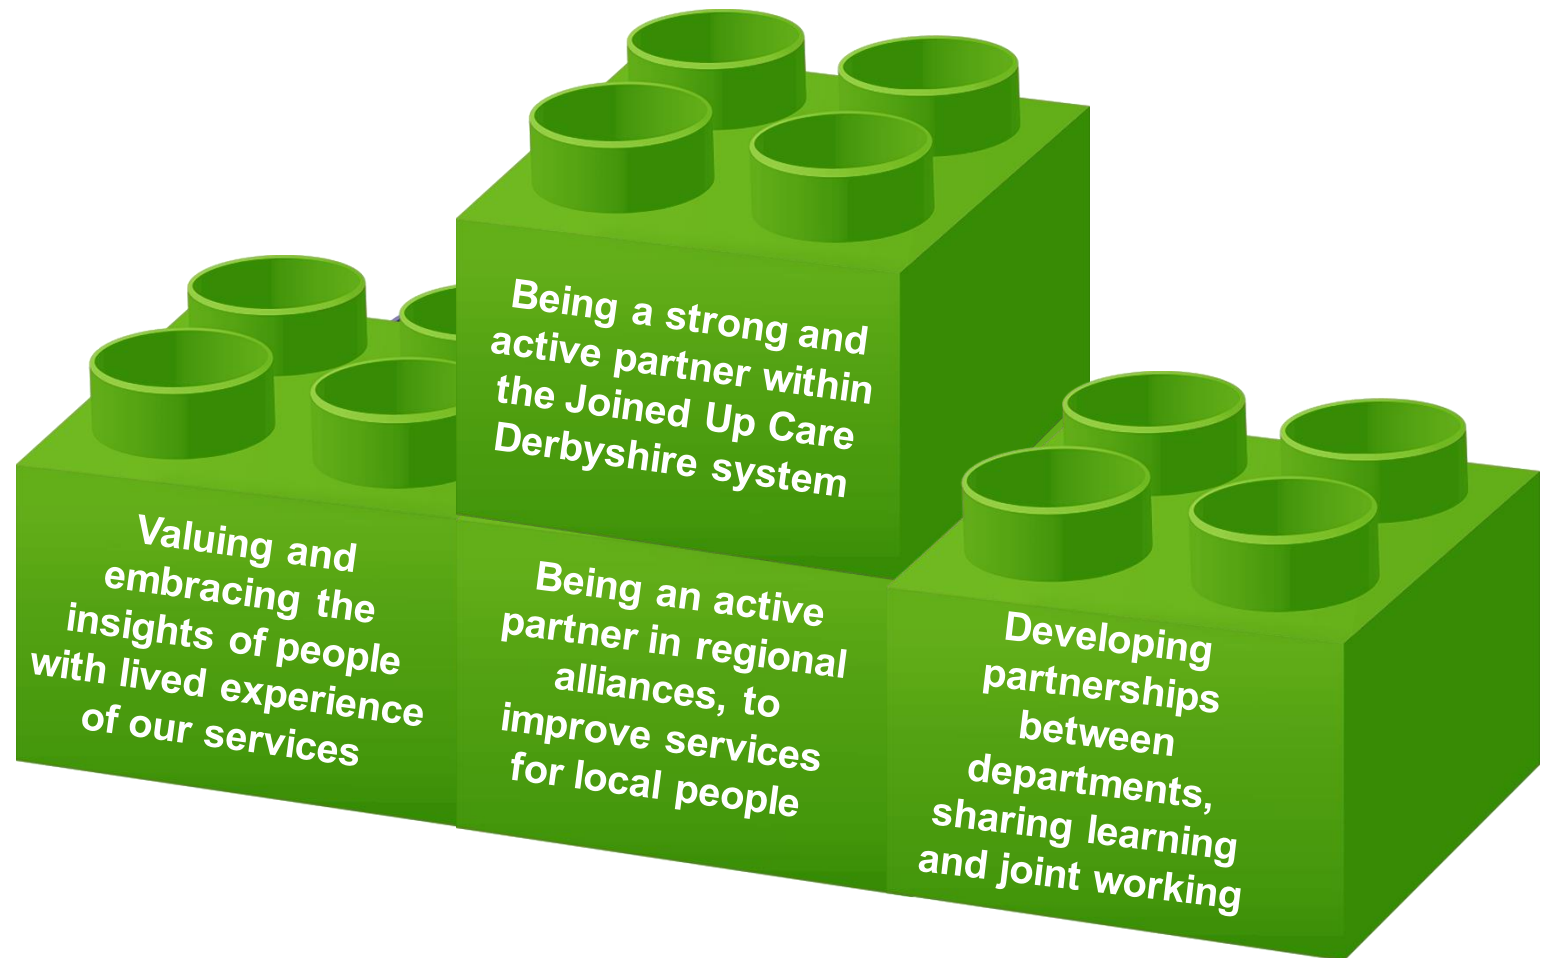 Being a strong and
active partner within
the Joined Up Care
Derbyshire system
Valuing and
embracing the
insights of people
with lived experience
of our services
Being an active
partner in regional
alliances, to
improve services
for local people
Developing
partnerships
between
departments,
sharing learning
and joint working